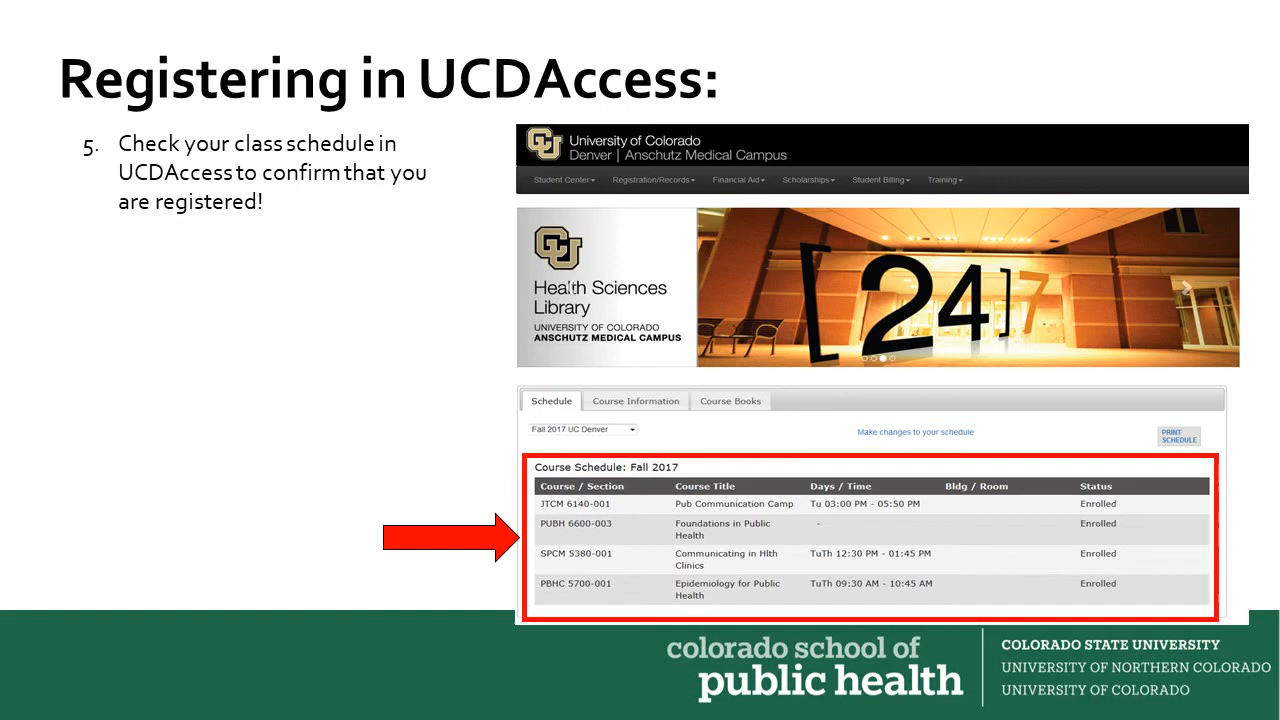 Registering in UCDAccess:
5. Check your class schedule in
UCDAccess to confirm that you
are registered!
CU
University of Colorado
Denver | Anschutz Medical Campus
Student Center Registration/Records Financial Aid Scholarships Student Billing Training
CU
Health Sciences
Library
UNIVERSITY OF COLORADO
ANSCHUTZ MEDICAL CAMPUS
[24]7
Schedule Course Information Course Books
Fall 2017 UC Denver
Make changes to your schedule
PRINT
SCHEDULE
Course Schedule: Fall 2017
Course / Section Course Title Days / Time Bldg / Room Status
JTCM 6140-001 Pub Communication Camp Tu 03:00 PM - 05:50 PM Enrolled
PUBH 6600-003 Foundations in Public - Enrolled
Health
SPCM 5380-001 Communicating in Hlth TuTh 12:30 PM - 01:45 PM Enrolled
Clinics
PBHC 5700-001 Epidemiology for Public TuTh 09:30 AM - 10:45 AM Enrolled
Health
colorado school of
public health
COLORADO STATE UNIVERSITY
UNIVERSITY OF NORTHERN COLORADO
UNIVERSITY OF COLORADO